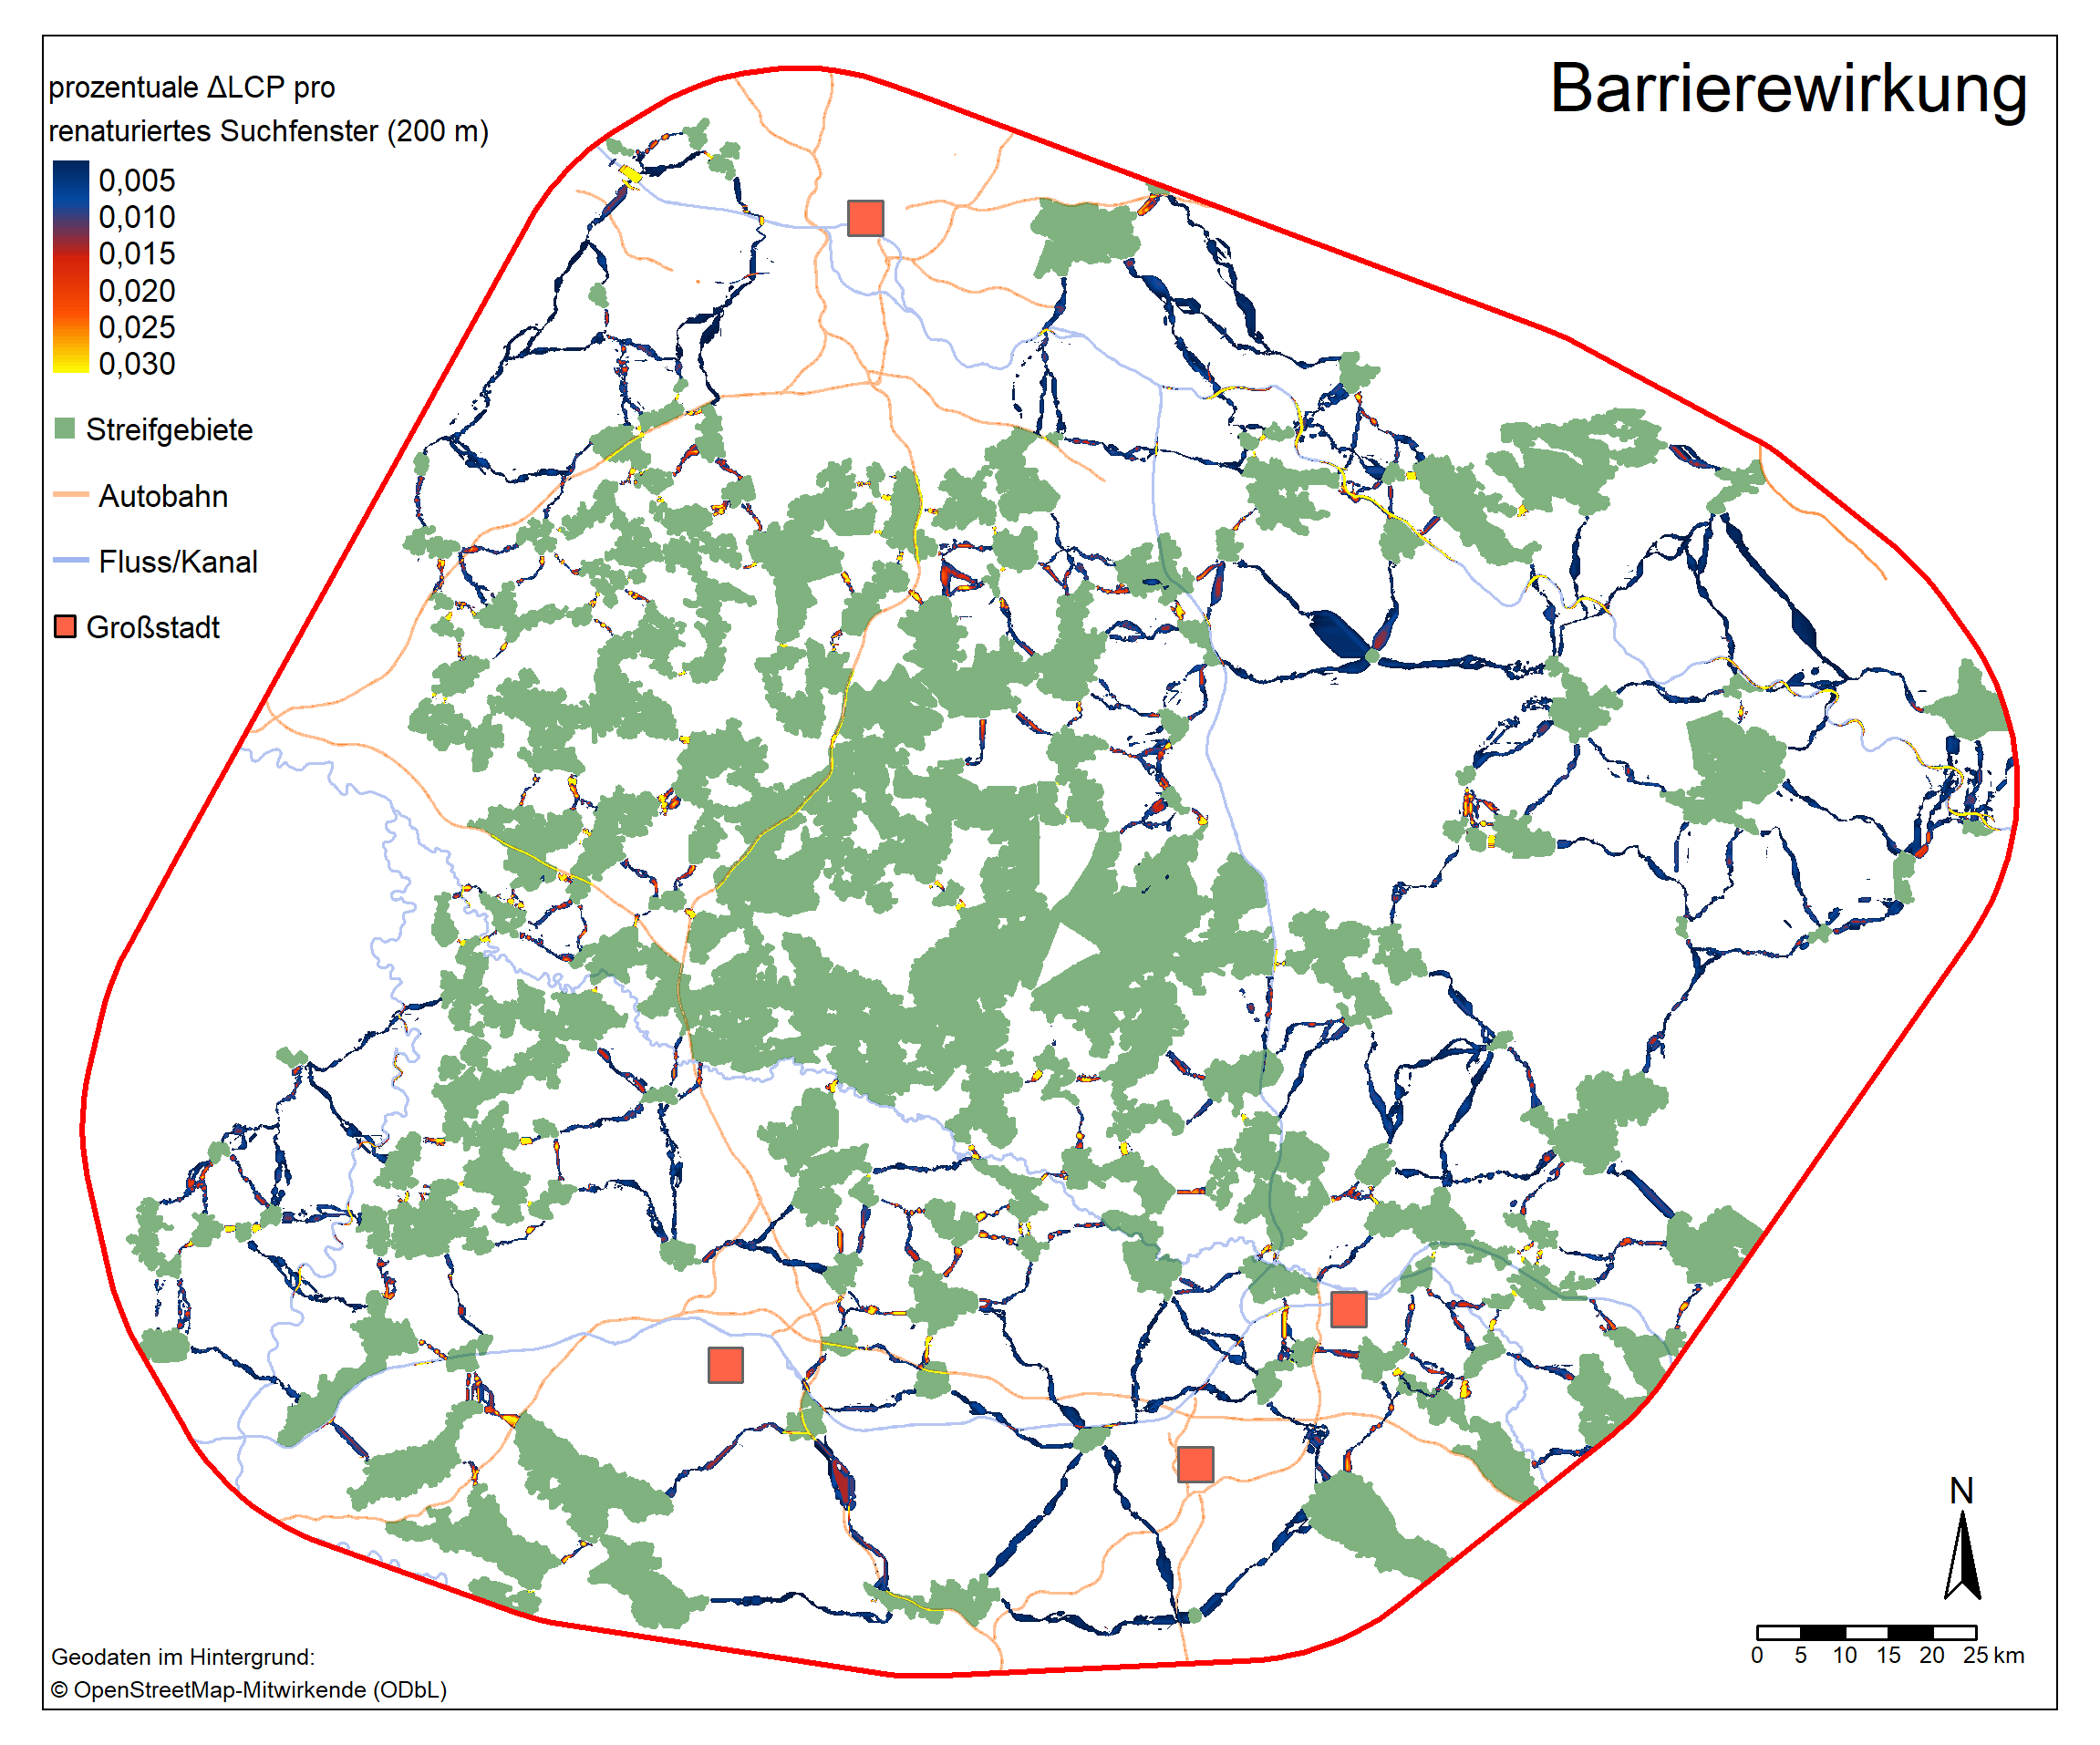 Barrierewirkung
prozentuale ΔLCP pro
renaturiertes Suchfenster (200 m)
0,005
0,010
0,015
0,020
0,025
0,030
Streifgebiete
Autobahn
Fluss/Kanal
Großstadt
N
0 5 10 15 20 25 km
Geodaten im Hintergrund:
© OpenStreetMap-Mitwirkende (ODbL)